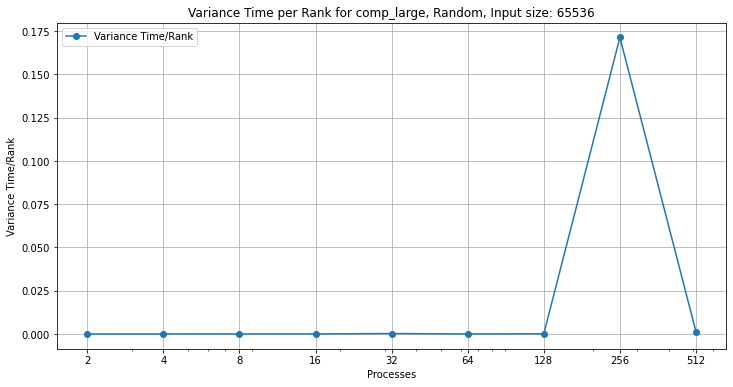 Variance Time per Rank for comp_large, Random, Input size: 65536
Variance Time/Rank
0.175
0.150
0.125
0.100
0.075
0.050
0.025
0.000
Variance Time/Rank
2 4 8 16 32 64 128 256 512
Processes